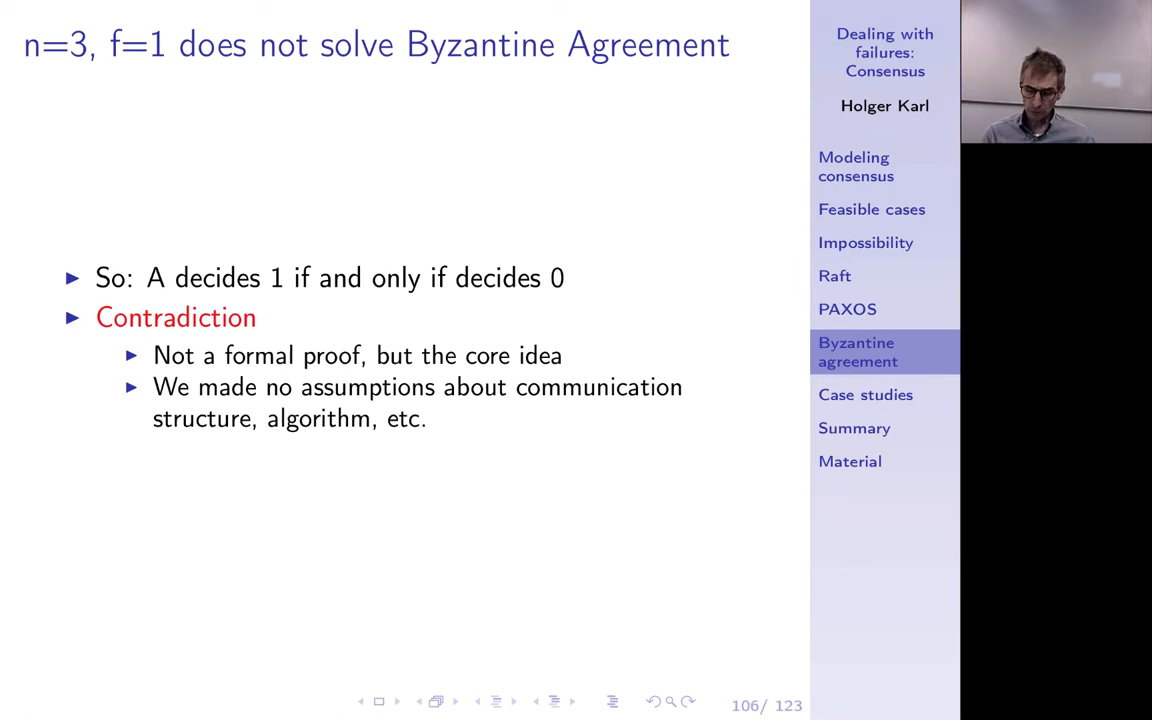 n=3, f=1 does not solve Byzantine Agreement
So: A decides 1 if and only if decides 0
Contradiction
Not a formal proof, but the core idea
We made no assumptions about communication
structure, algorithm, etc.
106/ 123
Dealing with
failures:
Consensus
Holger Karl
Modeling
consensus
Feasible cases
Impossibility
Raft
PAXOS
Byzantine
agreement
Case studies
Summary
Material